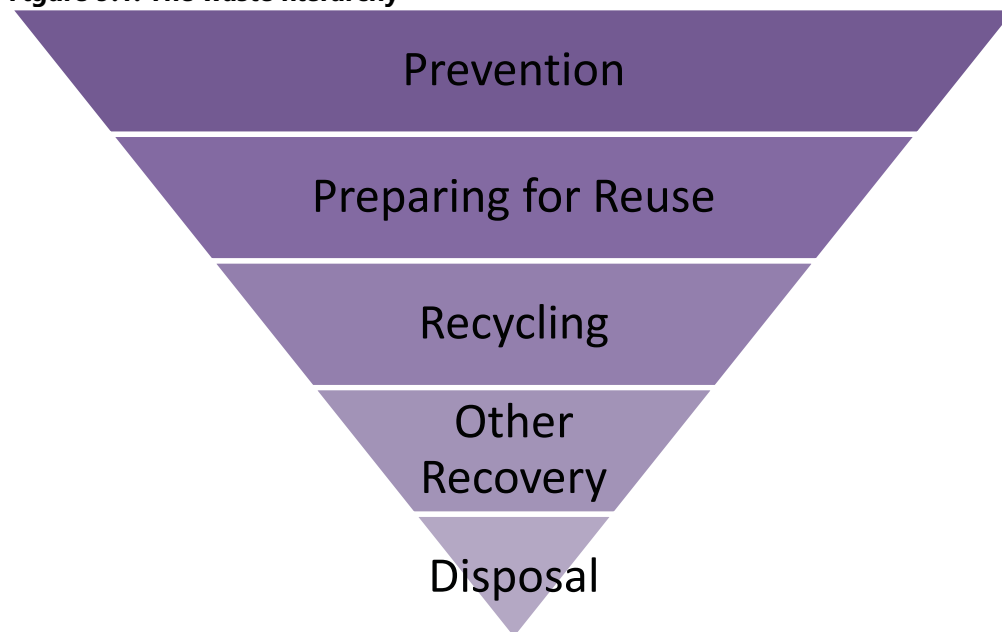 Prevention
Preparing for Reuse
Recycling
Other
Recovery
Disposal